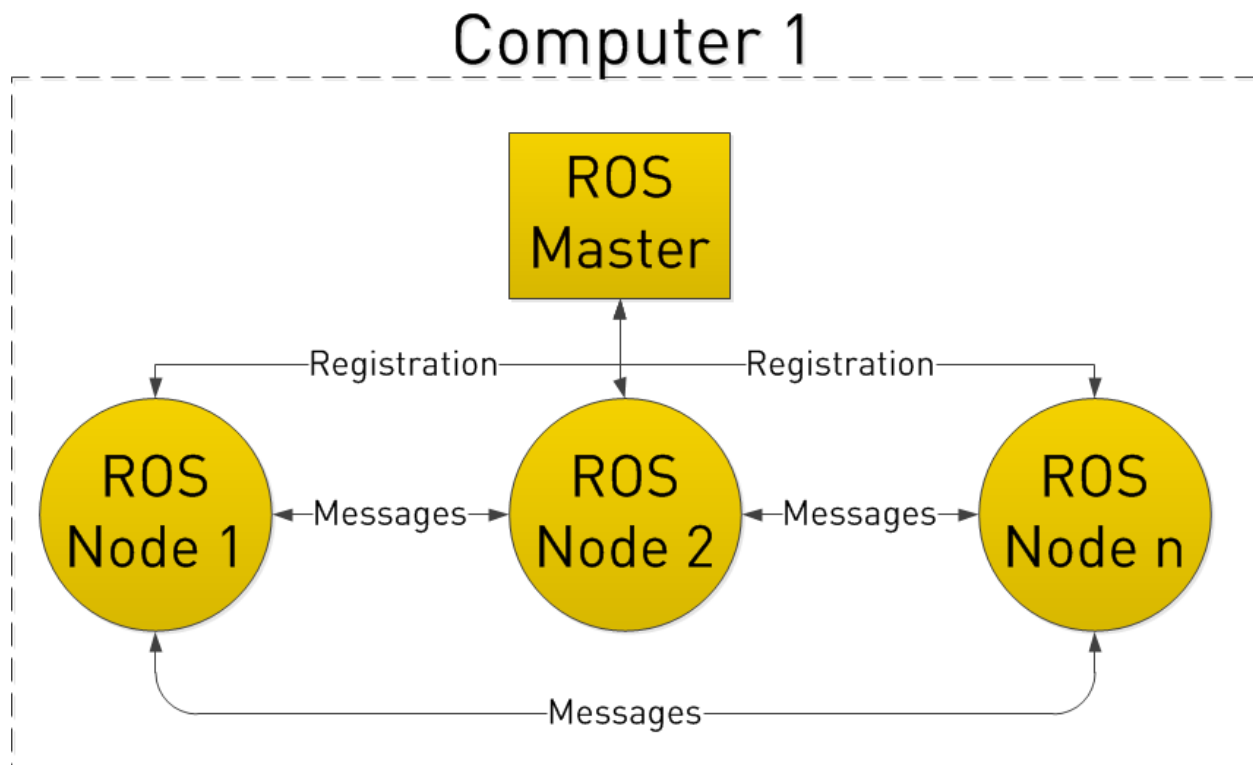 Computer 1
ROS
Master
Registration
Registration
ROS
Node 1
Messages
ROS
Node 2
Messages
ROS
Node n
Messages